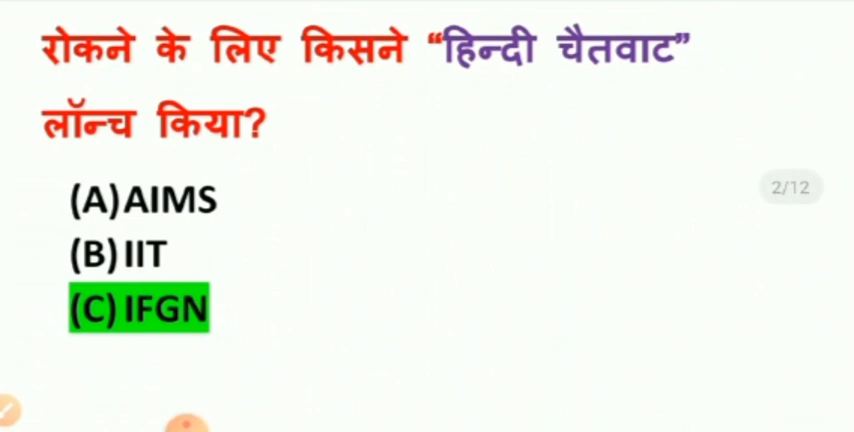 रोकने के लिए किसने “हिन्दी चैतवाट”
लॉन्च किया?
(A)AIMS
2/12
(B)IIT
(C)IFGN